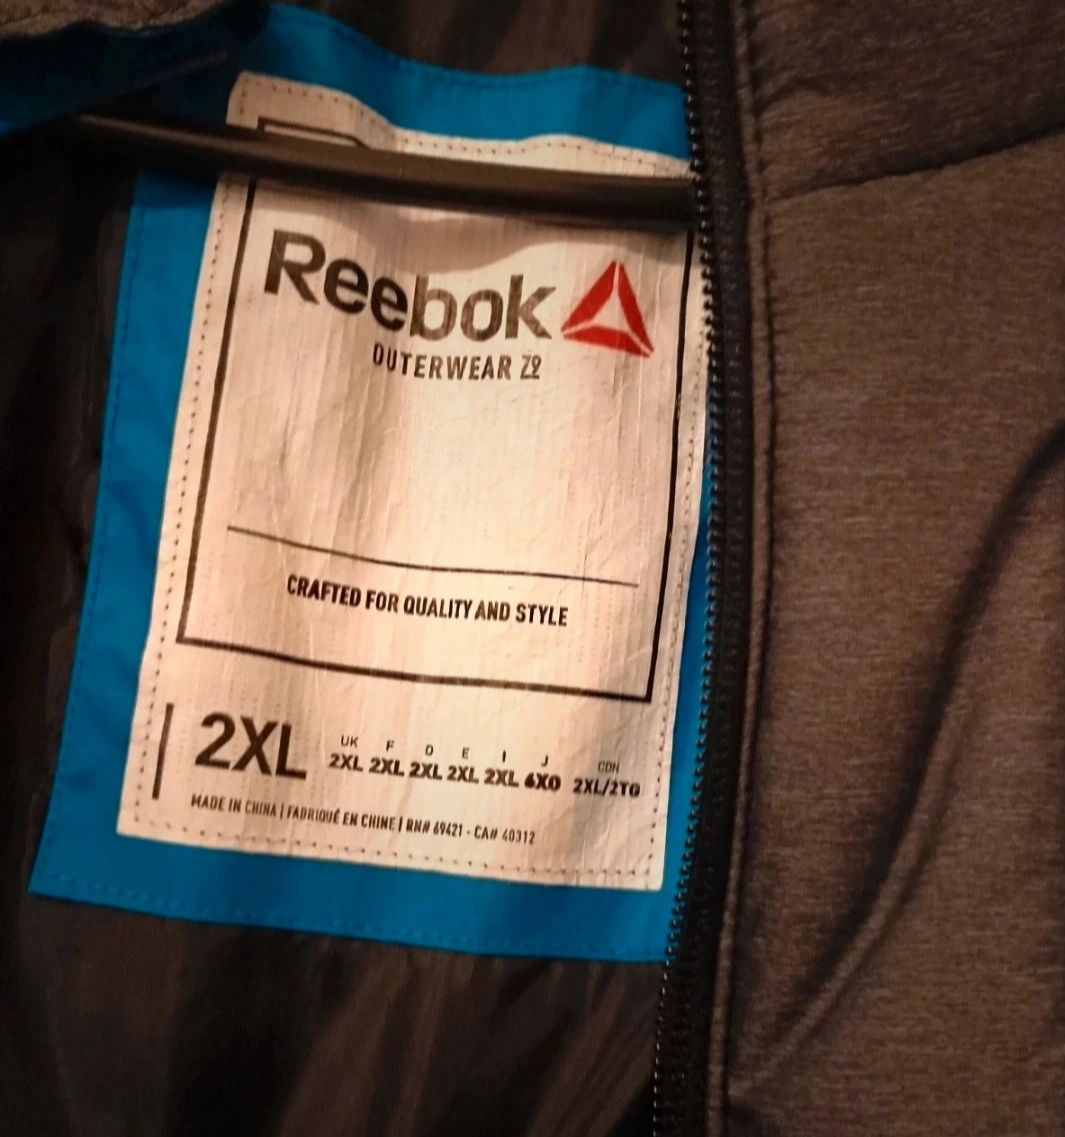 Reebok
OUTERWEAR
CRAFTED FOR QUALITY AND STYLE
2XL
UK F D E I J CDN
2XL 2XL 2XL 2XL 2XL 6XO 2XL/2TG
MADE IN CHINA | FABRIQUÉ EN CHINE | RN# 69421 - CA# 40312